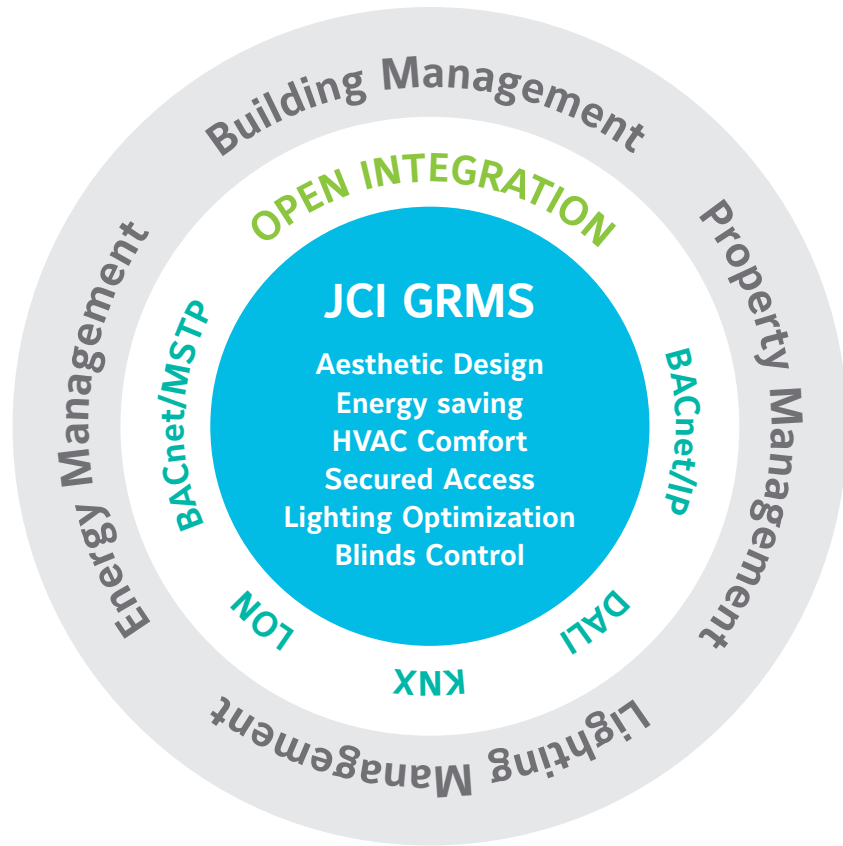 Building Management
Property Management
Lighting Management
Energy Management
OPEN INTEGRATION
BACnet/IP
DALI
KNX
LON
BACnet/MSTP
JCI GRMS
Aesthetic Design
Energy saving
HVAC Comfort
Secured Access
Lighting Optimization
Blinds Control